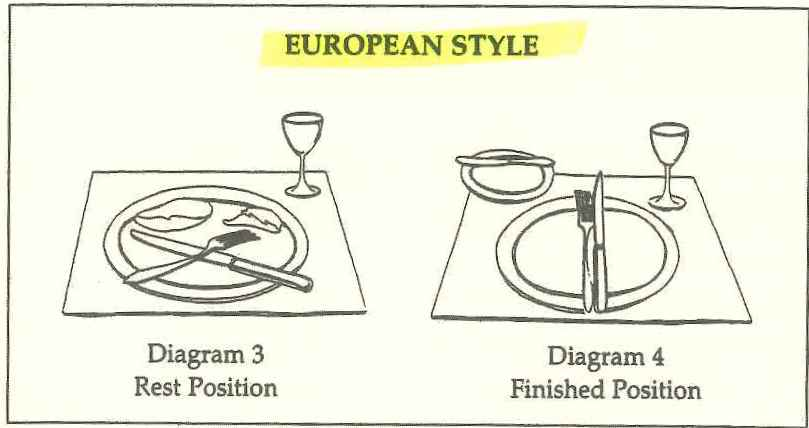 EUROPEAN STYLE
Diagram 3
Rest Position
Diagram 4
Finished Position